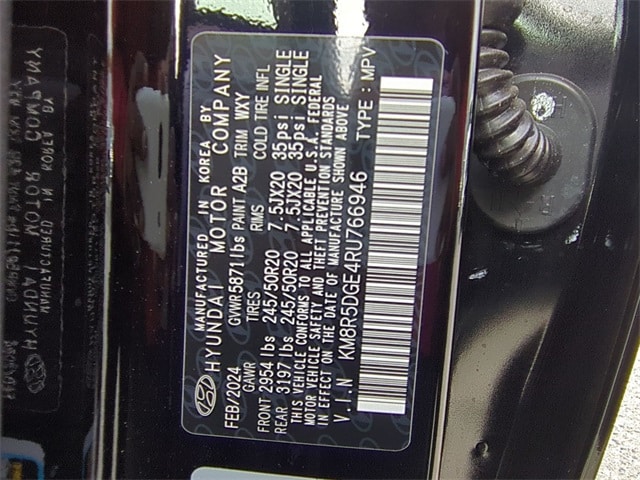 MANUFACTURED IN KOREA BY
HYUNDAI MOTOR COMPANY
FEB/2024 GVWR5871lbs PAINT A2B TRIM WXY
GAWR TIRES RIMS COLD TIRE INFL
FRONT 2954 lbs 245/50R20 7.5JX20 35psi SINGLE
REAR 3197 lbs 245/50R20 7.5JX20 35psi SINGLE
THIS VEHICLE CONFORMS TO ALL APPLICABLE U.S.A. FEDERAL
MOTOR VEHICLE SAFETY AND THEFT PREVENTION STANDARDS
IN EFFECT ON THE DATE OF MANUFACTURE SHOWN ABOVE
V.I.N KM8R5DGE4RU766946 TYPE : MPV